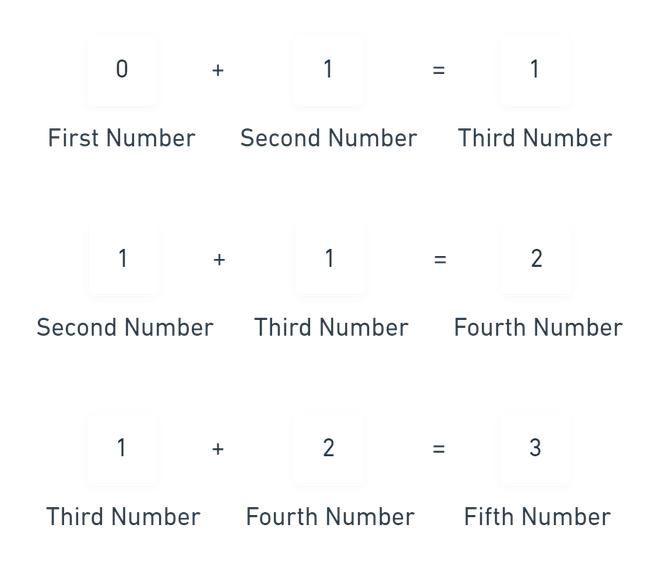 0 + 1 = 1
First Number Second Number Third Number
1 + 1 = 2
Second Number Third Number Fourth Number
1 + 2 = 3
Third Number Fourth Number Fifth Number